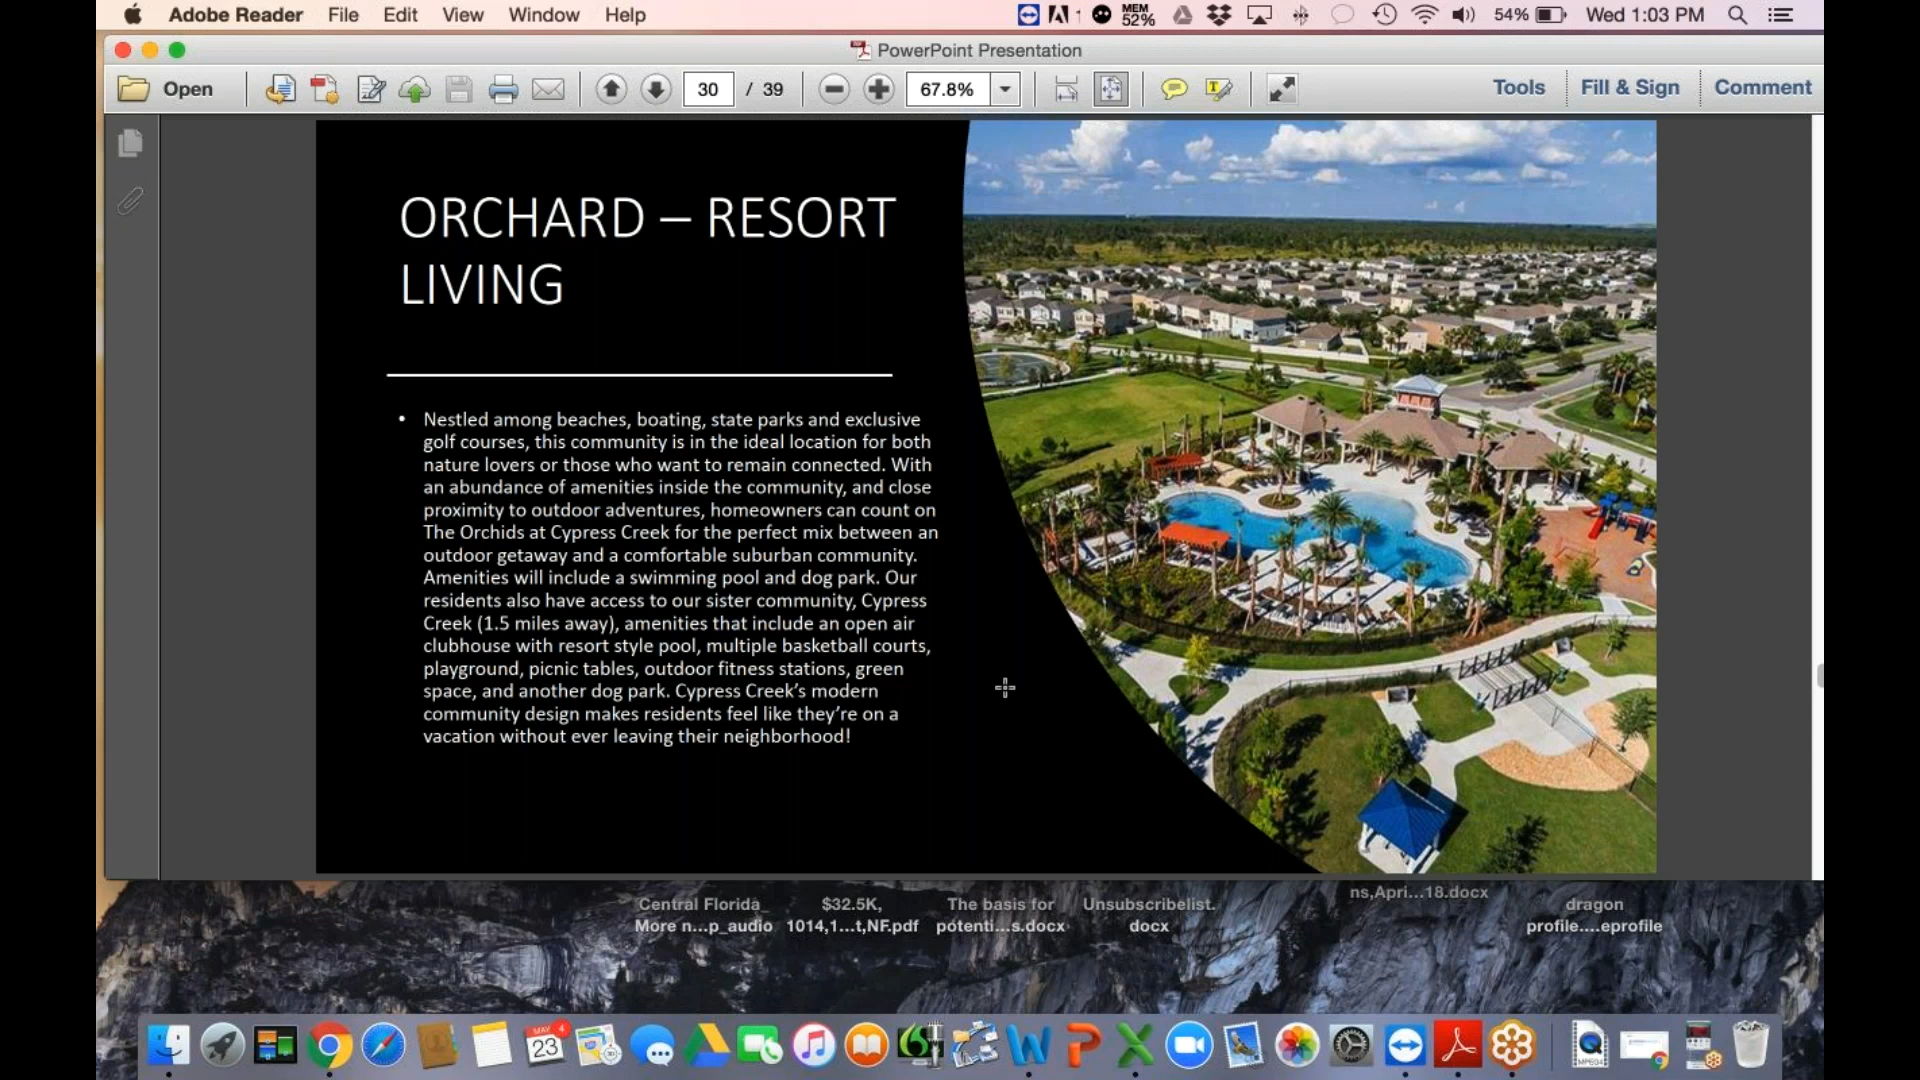 Adobe Reader File Edit View Window Help 1 MEM 52% 54% Wed 1:03 PM
PowerPoint Presentation
Open 30 / 39 67.8% Tools Fill & Sign Comment
ORCHARD – RESORT
LIVING
• Nestled among beaches, boating, state parks and exclusive
golf courses, this community is in the ideal location for both
nature lovers or those who want to remain connected. With
an abundance of amenities inside the community, and close
proximity to outdoor adventures, homeowners can count on
The Orchids at Cypress Creek for the perfect mix between an
outdoor getaway and a comfortable suburban community.
Amenities will include a swimming pool and dog park. Our
residents also have access to our sister community, Cypress
Creek (1.5 miles away), amenities that include an open air
clubhouse with resort style pool, multiple basketball courts,
playground, picnic tables, outdoor fitness stations, green
space, and another dog park. Cypress Creek’s modern
community design makes residents feel like they’re on a
vacation without ever leaving their neighborhood!
ns,Apri...18.docx
Central Florida_ $32.5K, The basis for Unsubscribelist. dragon
More n...p_audio 1014,1...t,NF.pdf potenti...s.docx docx profile....eprofile
MAY 4
23